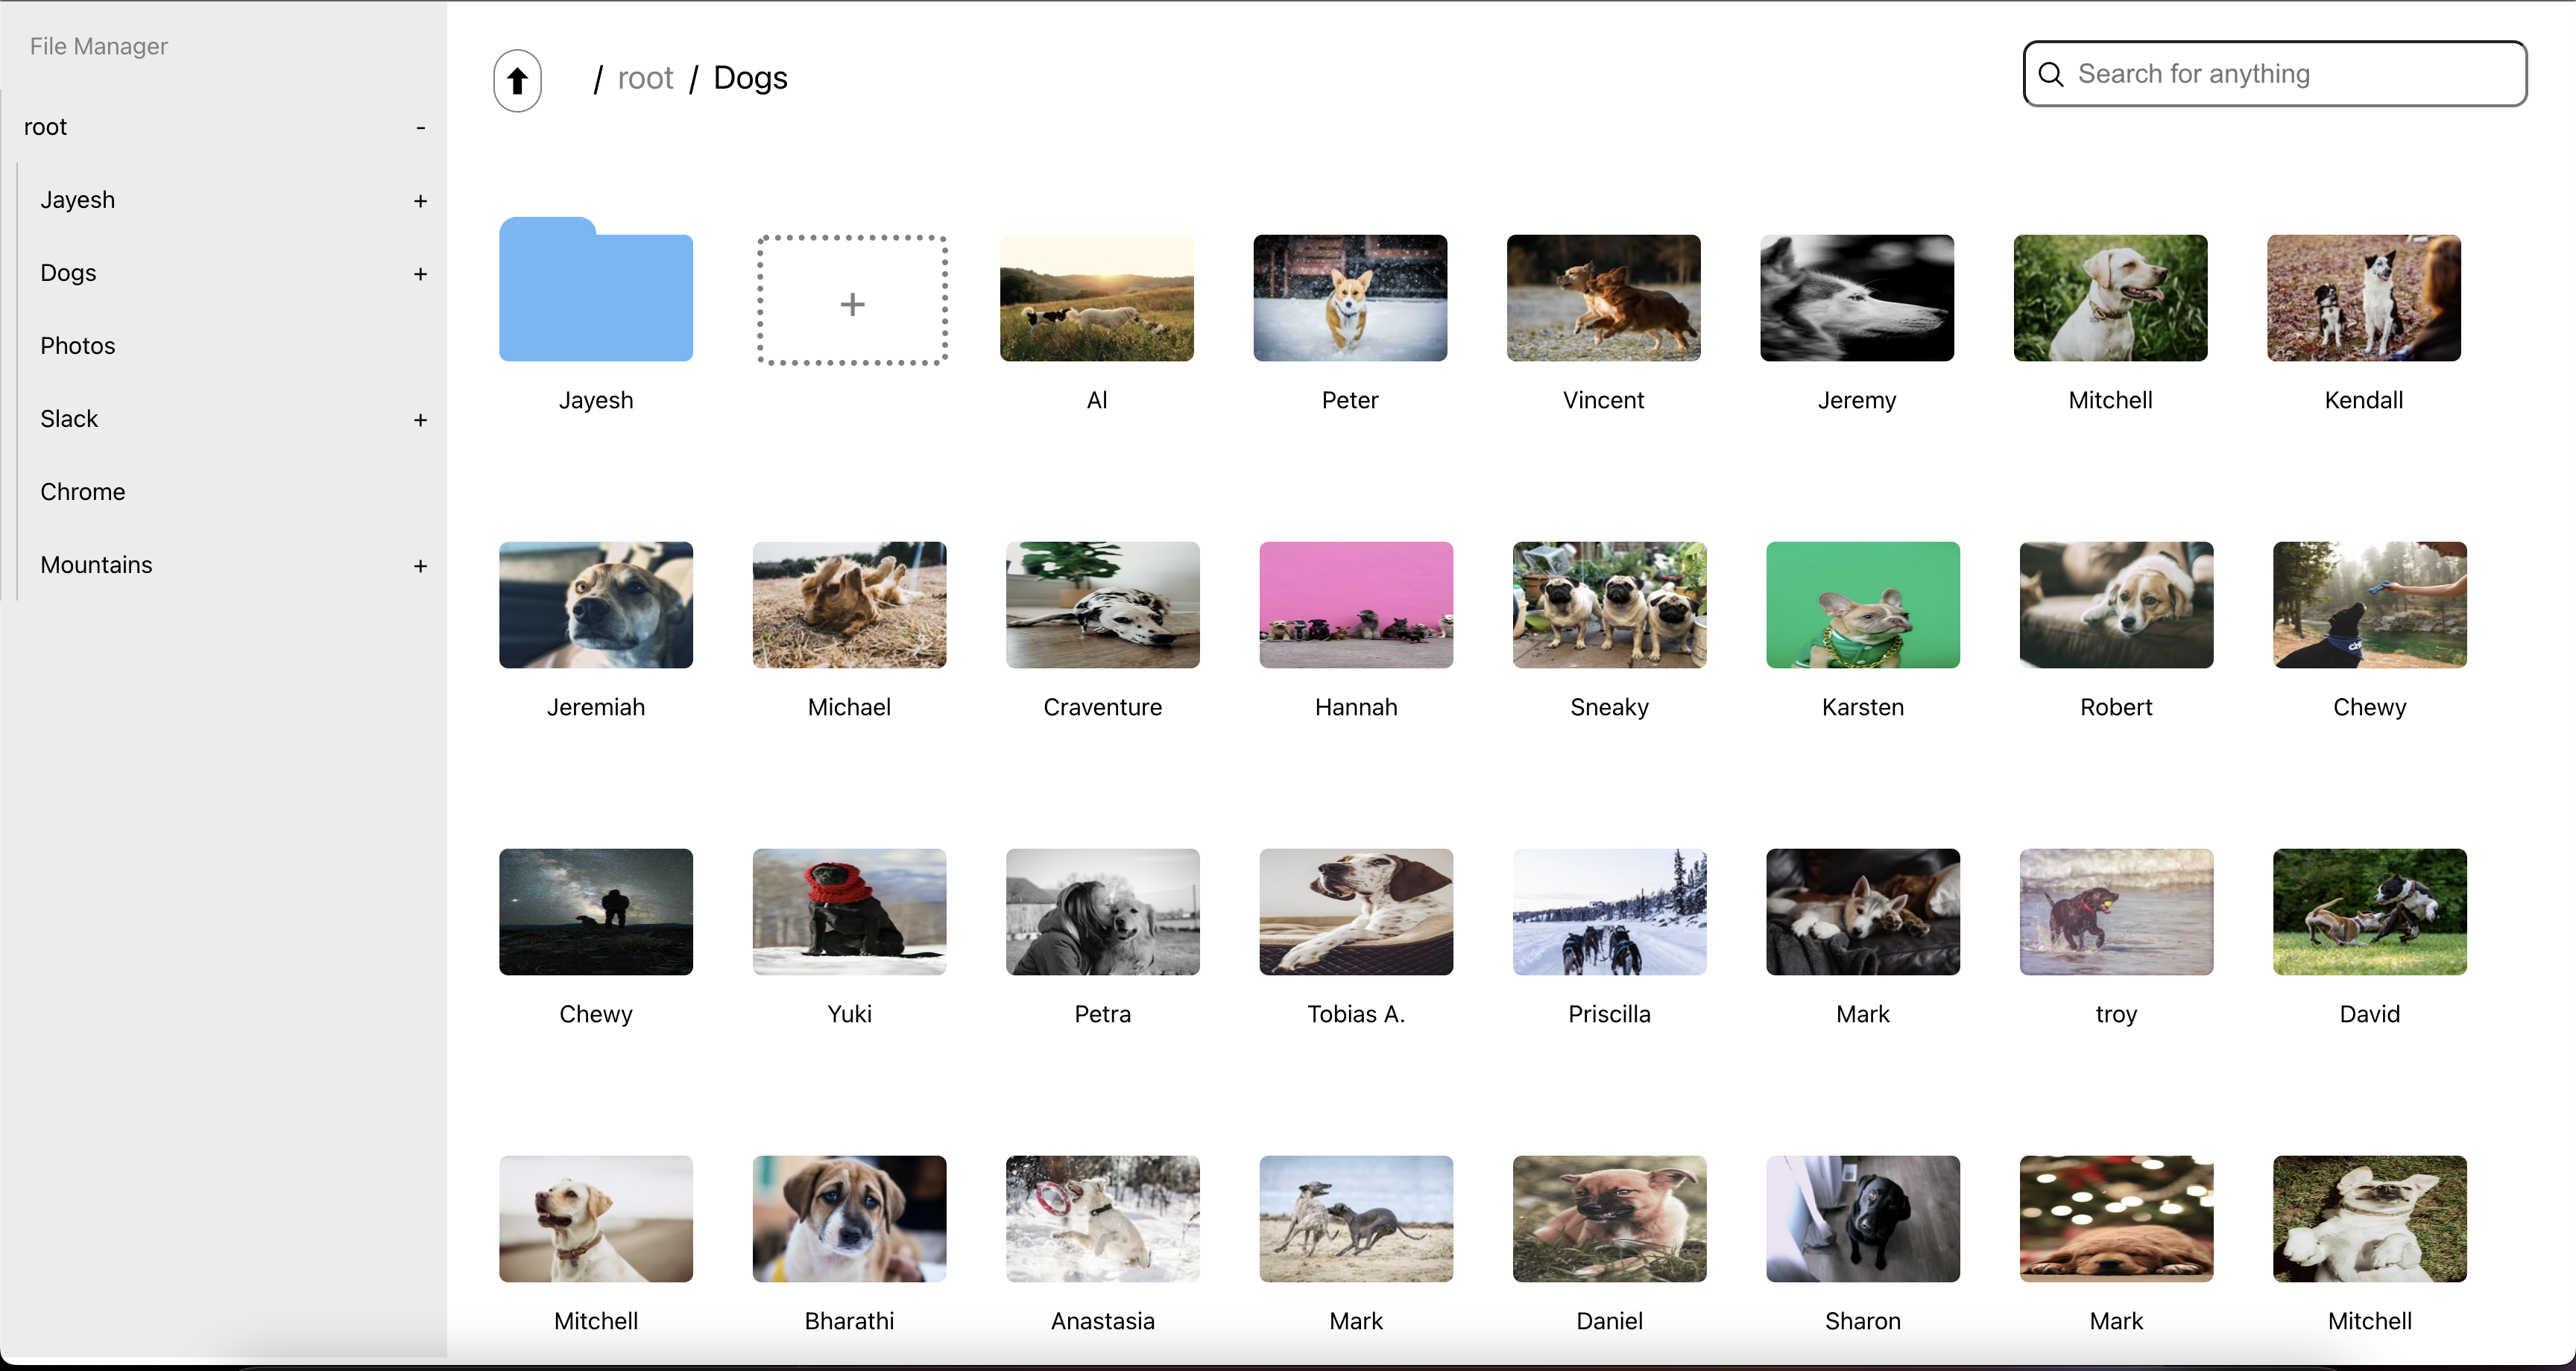 File Manager
root -
Jayesh +
Dogs +
Photos
Slack +
Chrome
Mountains +
/ root / Dogs
Search for anything
+
Jayesh Al Peter Vincent Jeremy Mitchell Kendall
Jeremiah Michael Craventure Hannah Sneaky Karsten Robert Chewy
Chewy Yuki Petra Tobias A. Priscilla Mark troy David
Mitchell Bharathi Anastasia Mark Daniel Sharon Mark Mitchell